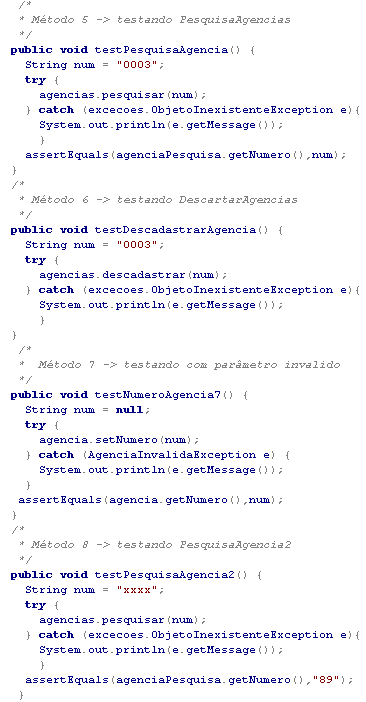 /*
* Método 5 -> testando PesquisaAgencias
*/
public void testPesquisaAgencia() {
String num = "0003";
try {
agencias.pesquisar(num);
} catch (excecoes.ObjetoInexistenteException e){
System.out.println(e.getMessage());
}
assertEquals(agenciaPesquisa.getNumero(),num);
}
/*
* Método 6 -> testando DescartarAgencias
*/
public void testDescadastrarAgencia() {
String num = "0003";
try {
agencias.descadastrar(num);
} catch (excecoes.ObjetoInexistenteException e){
System.out.println(e.getMessage());
}
}
/*
* Método 7 -> testando com parâmetro invalido
*/
public void testNumeroAgencia7() {
String num = null;
try {
agencia.setNumero(num);
} catch (AgenciaInvalidaException e) {
System.out.println(e.getMessage());
}
assertEquals(agencia.getNumero(),num);
}
/*
* Método 8 -> testando PesquisaAgencia2
*/
public void testPesquisaAgencia2() {
String num = "xxxx";
try {
agencias.pesquisar(num);
} catch (excecoes.ObjetoInexistenteException e){
System.out.println(e.getMessage());
}
assertEquals(agenciaPesquisa.getNumero(),"89");
}